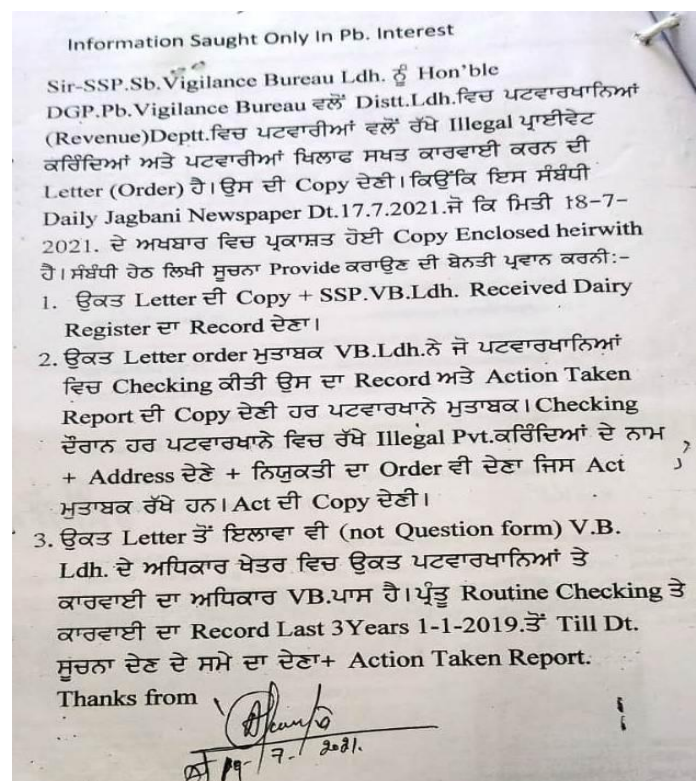 Information Saught Only In Pb. Interest
Sir-SSP.Sb.Vigilance Bureau Ldh. ਨੂੰ Hon'ble
DGP.Pb.Vigilance Bureau ਵਲੋਂ Distt.Ldh.ਵਿਚ ਪਟਵਾਰਖਾਨਿਆਂ
(Revenue)Deptt.ਵਿਚ ਪਟਵਾਰੀਆਂ ਵਲੋਂ ਰੱਖੇ Illegal ਪ੍ਰਾਈਵੇਟ
ਕਰਿੰਦਿਆਂ ਅਤੇ ਪਟਵਾਰੀਆਂ ਖਿਲਾਫ ਸਖਤ ਕਾਰਵਾਈ ਕਰਨ ਦੀ
Letter (Order) ਹੈ।ਉਸ ਦੀ Copy ਦੇਣੀ।ਕਿਉਂਕਿ ਇਸ ਸੰਬੰਧੀ
Daily Jagbani Newspaper Dt.17.7.2021.ਜੋ ਕਿ ਮਿਤੀ 18-7-
2021. ਦੇ ਅਖਬਾਰ ਵਿਚ ਪ੍ਰਕਾਸ਼ਤ ਹੋਈ Copy Enclosed heirwith
ਹੈ।ਸੰਬੰਧੀ ਹੇਠ ਲਿਖੀ ਸੂਚਨਾ Provide ਕਰਾਉਣ ਦੀ ਬੇਨਤੀ ਪ੍ਰਵਾਨ ਕਰਨੀ:-
1. ਉਕਤ Letter ਦੀ Copy + SSP.VB.Ldh. Received Dairy
Register ਦਾ Record ਦੇਣਾ।
2. ਉਕਤ Letter order ਮੁਤਾਬਕ VB.Ldh.ਨੇ ਜੋ ਪਟਵਾਰਖਾਨਿਆਂ
ਵਿਚ Checking ਕੀਤੀ ਉਸ ਦਾ Record ਅਤੇ Action Taken
Report ਦੀ Copy ਦੇਣੀ ਹਰ ਪਟਵਾਰਖਾਨੇ ਮੁਤਾਬਕ।Checking
ਦੌਰਾਨ ਹਰ ਪਟਵਾਰਖਾਨੇ ਵਿਚ ਰੱਖੇ Illegal Pvt.ਕਰਿੰਦਿਆਂ ਦੇ ਨਾਮ
+ Address ਦੇਣੇ + ਨਿਯੁਕਤੀ ਦਾ Order ਵੀ ਦੇਣਾ ਜਿਸ Act
ਮੁਤਾਬਕ ਰੱਖੇ ਹਨ।Act ਦੀ Copy ਦੇਣੀ।
3. ਉਕਤ Letter ਤੋਂ ਇਲਾਵਾ ਵੀ (not Question form) V.B.
Ldh. ਦੇ ਅਧਿਕਾਰ ਖੇਤਰ ਵਿਚ ਉਕਤ ਪਟਵਾਰਖਾਨਿਆਂ ਤੇ
ਕਾਰਵਾਈ ਦਾ ਅਧਿਕਾਰ VB.ਪਾਸ ਹੈ।ਪ੍ਰੰਤੂ Routine Checking ਤੇ
ਕਾਰਵਾਈ ਦਾ Record Last 3Years 1-1-2019.ਤੋਂ Till Dt.
ਸੂਚਨਾ ਦੇਣ ਦੇ ਸਮੇ ਦਾ ਦੇਣਾ+ Action Taken Report.
Thanks from
19-7-2021.